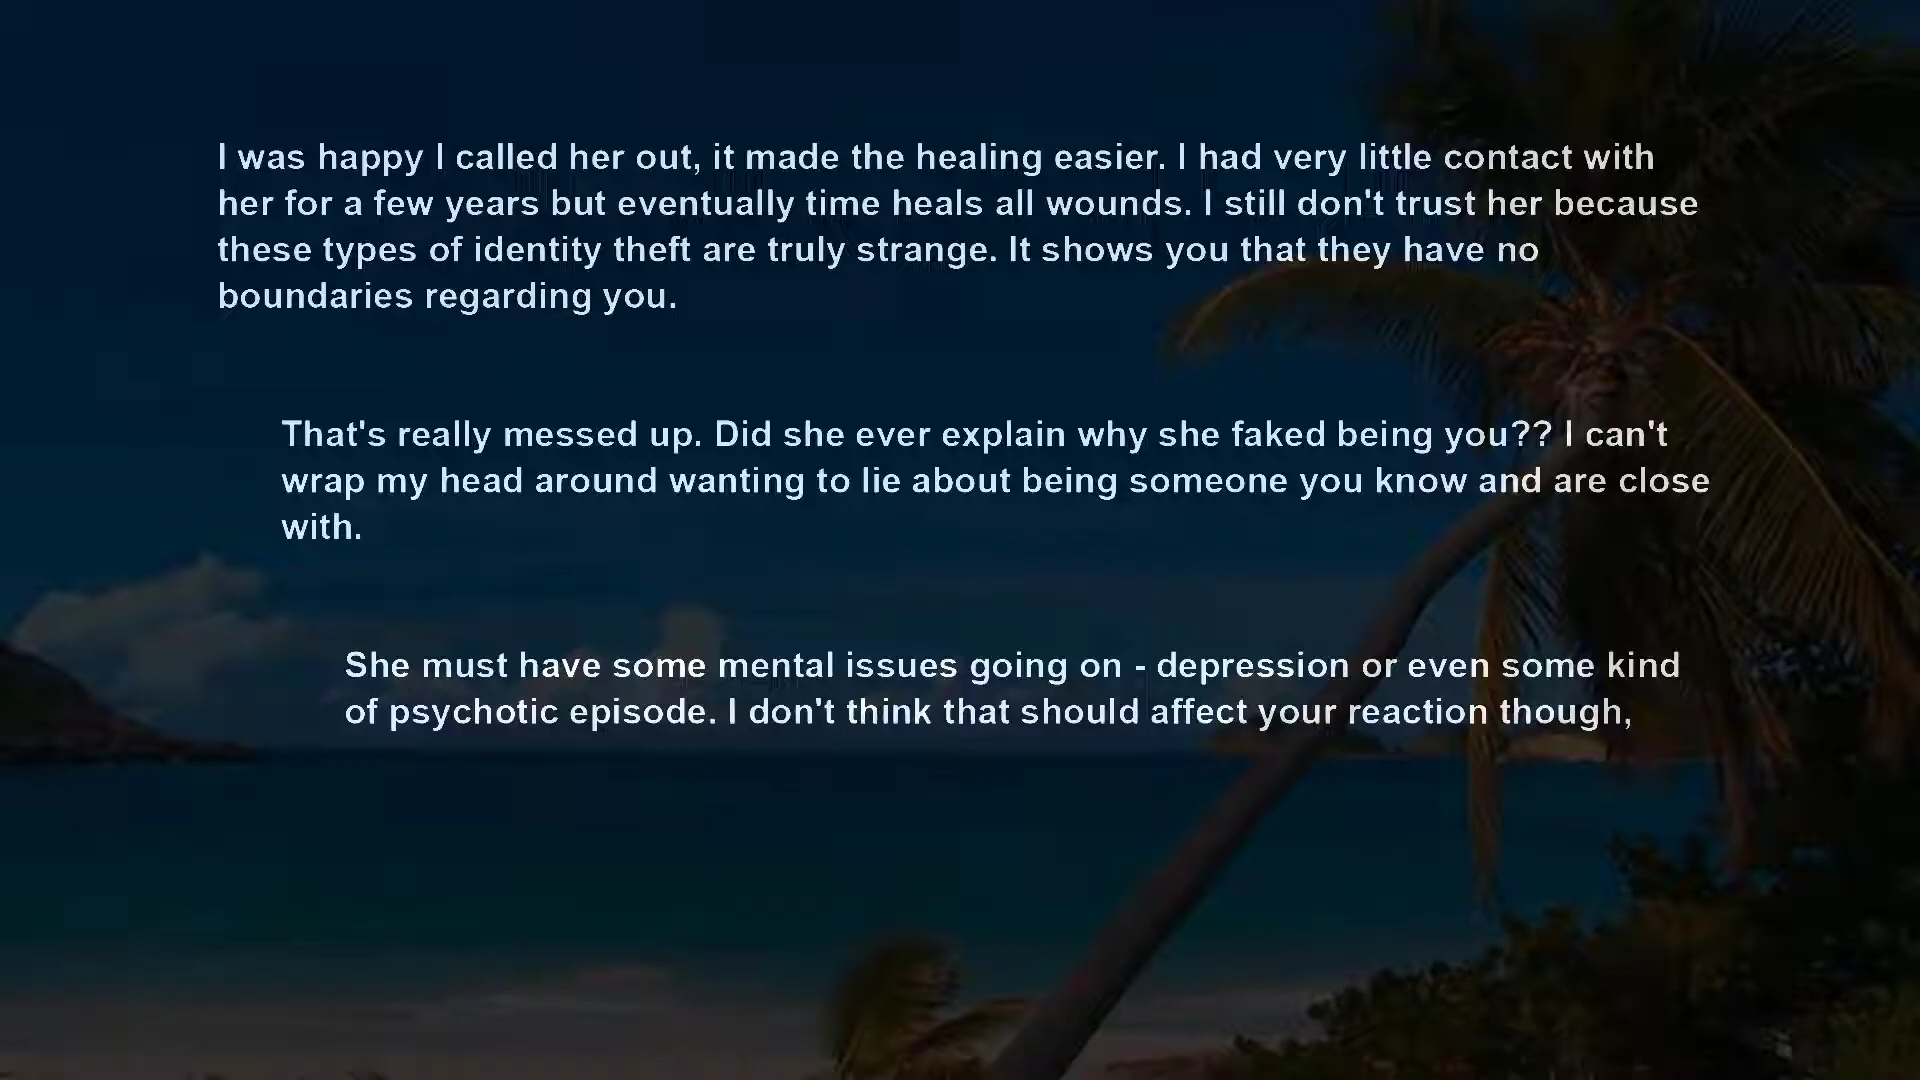 I was happy I called her out, it made the healing easier. I had very little contact with
her for a few years but eventually time heals all wounds. I still don't trust her because
these types of identity theft are truly strange. It shows you that they have no
boundaries regarding you.
That's really messed up. Did she ever explain why she faked being you?? I can't
wrap my head around wanting to lie about being someone you know and are close
with.
She must have some mental issues going on - depression or even some kind
of psychotic episode. I don't think that should affect your reaction though,